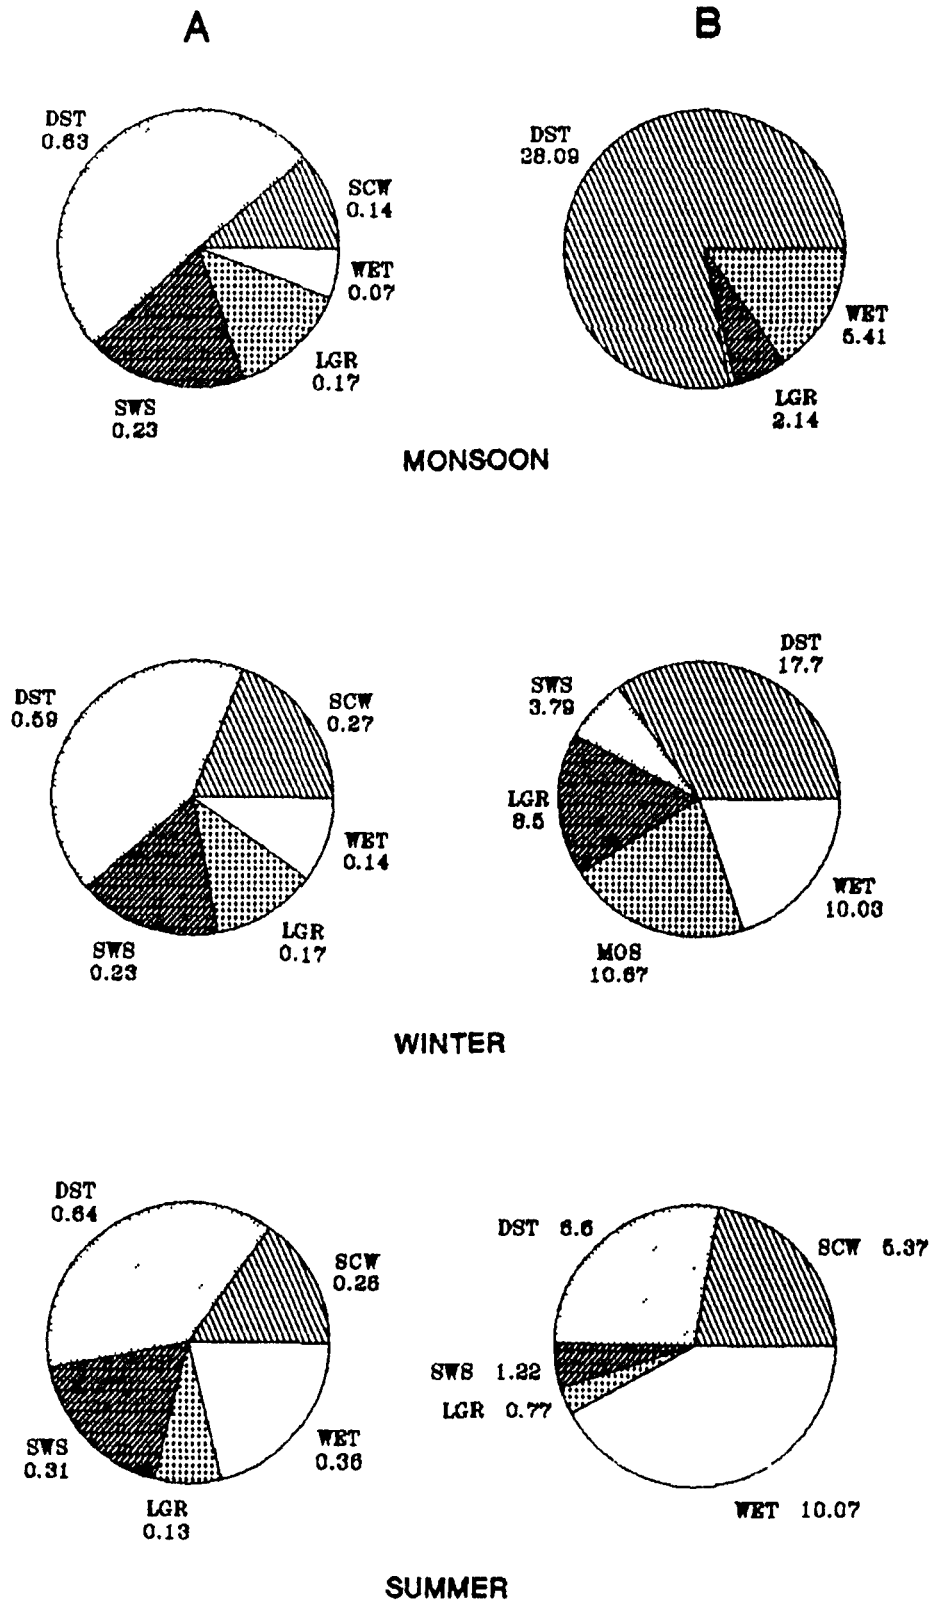 A
B
DST
0.63
SCW
0.14
WET
0.07
LGR
0.17
SWS
0.23
DST
28.09
WET
5.41
LGR
2.14
MONSOON
DST
0.59
SCW
0.27
WET
0.14
LGR
0.17
SWS
0.23
DST
17.7
SWS
3.79
LGR
8.5
MOS
10.67
WET
10.03
WINTER
DST
0.64
SCW
0.26
WET
0.36
LGR
0.13
SWS
0.31
DST 6.6
SCW 5.37
SWS 1.22
LGR 0.77
WET 10.07
SUMMER